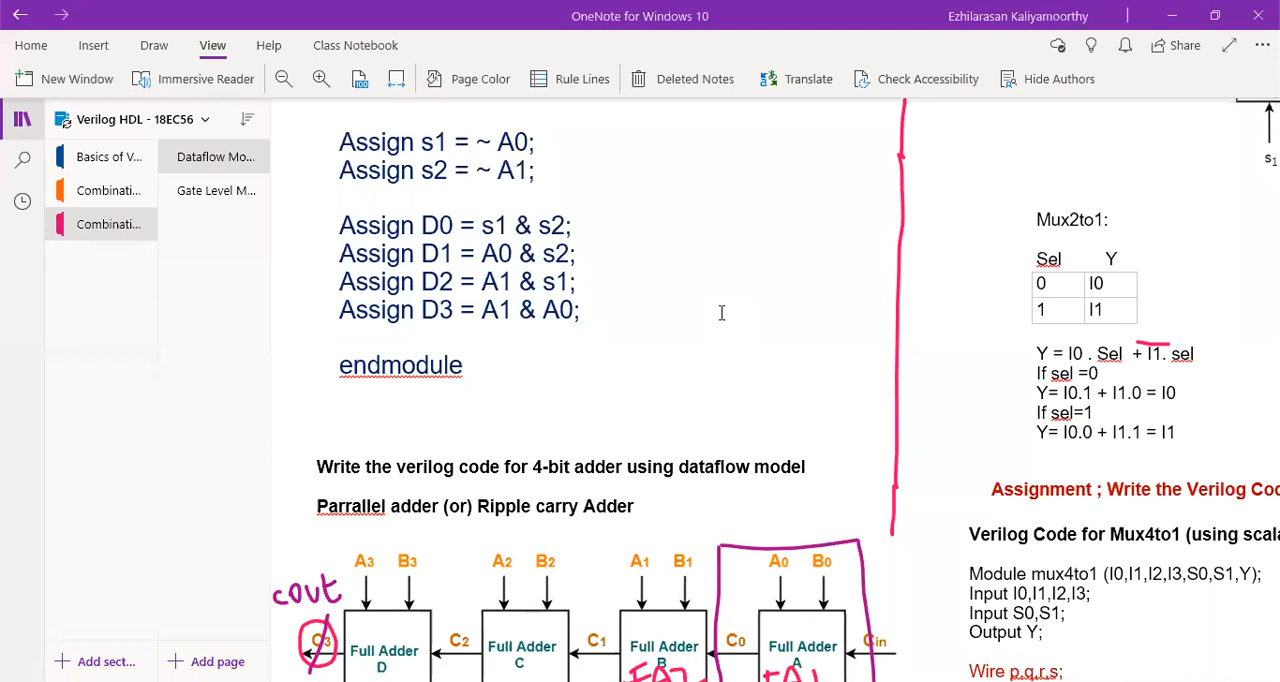 OneNote for Windows 10
Ezhilarasan Kaliyamoorthy
Home Insert Draw View Help Class Notebook
Share
New Window Immersive Reader Page Color Rule Lines Deleted Notes Translate Check Accessibility Hide Authors
Verilog HDL - 18EC56
Basics of V...
Combinati...
Combinati...
Dataflow Mo...
Gate Level M...
Add sect...
Add page
Assign s1 = ~ A0;
Assign s2 = ~ A1;
Assign D0 = s1 & s2;
Assign D1 = A0 & s2;
Assign D2 = A1 & s1;
Assign D3 = A1 & A0;
endmodule
Write the verilog code for 4-bit adder using dataflow model
Parrallel adder (or) Ripple carry Adder
A3 B3 A2 B2 A1 B1 A0 B0
cout
C3 C2 C1 C0 Cin
Full Adder D
Full Adder C
Full Adder B
Full Adder A
FA2 FA1
s1
Mux2to1:
Sel Y
0 I0
1 I1
Y = I0 . Sel + I1. sel
If sel =0
Y= I0.1 + I1.0 = I0
If sel=1
Y= I0.0 + I1.1 = I1
Assignment ; Write the Verilog Co
Verilog Code for Mux4to1 (using scala
Module mux4to1 (I0,I1,I2,I3,S0,S1,Y);
Input I0,I1,I2,I3;
Input S0,S1;
Output Y;
Wire p,q,r,s;